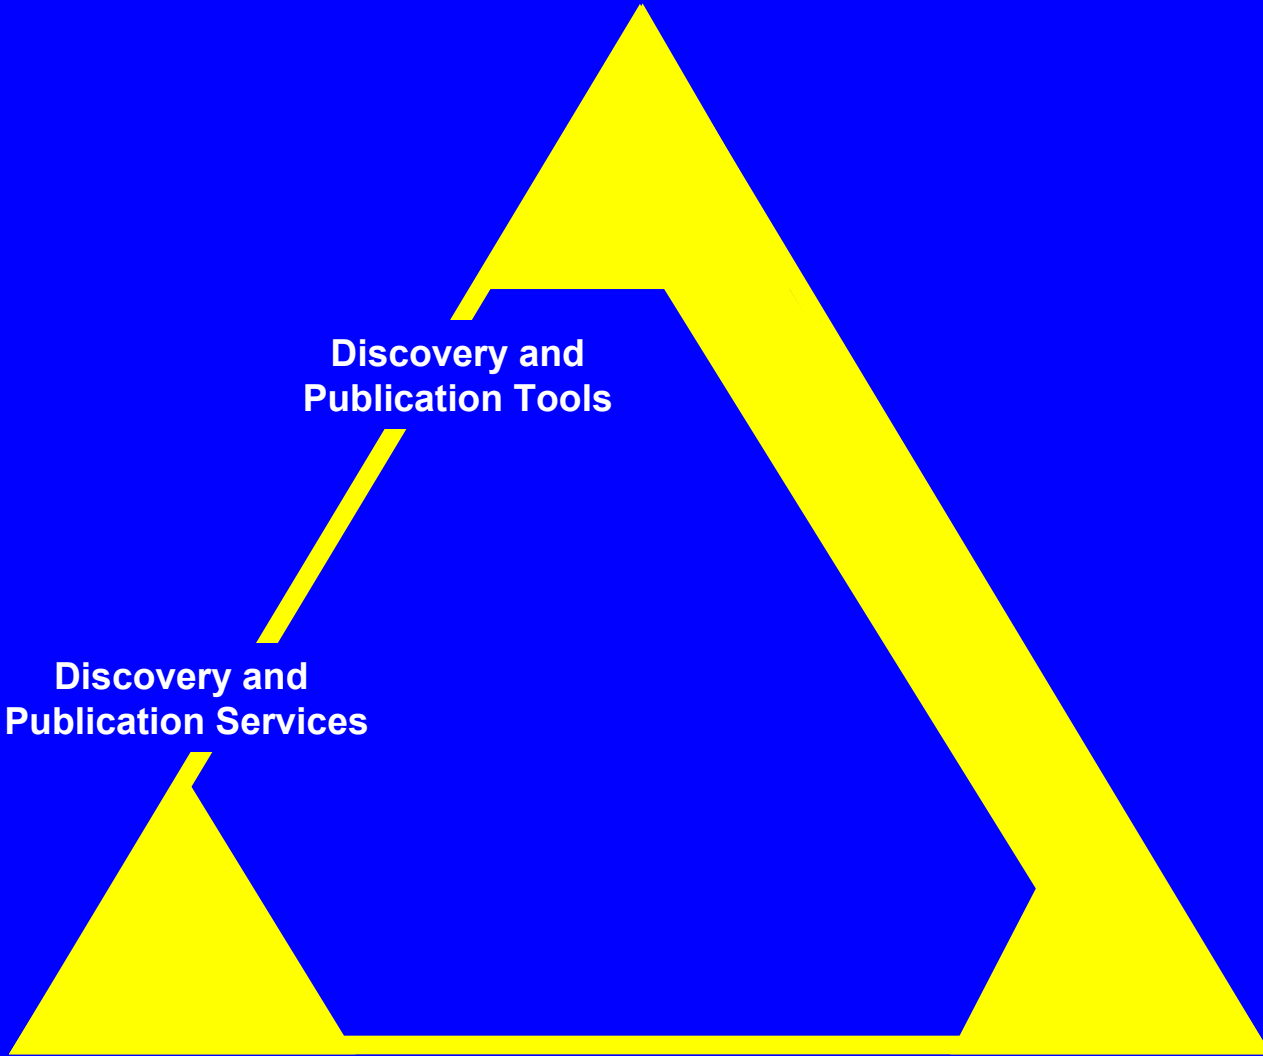 Discovery and
Publication Tools
Discovery and
Publication Services